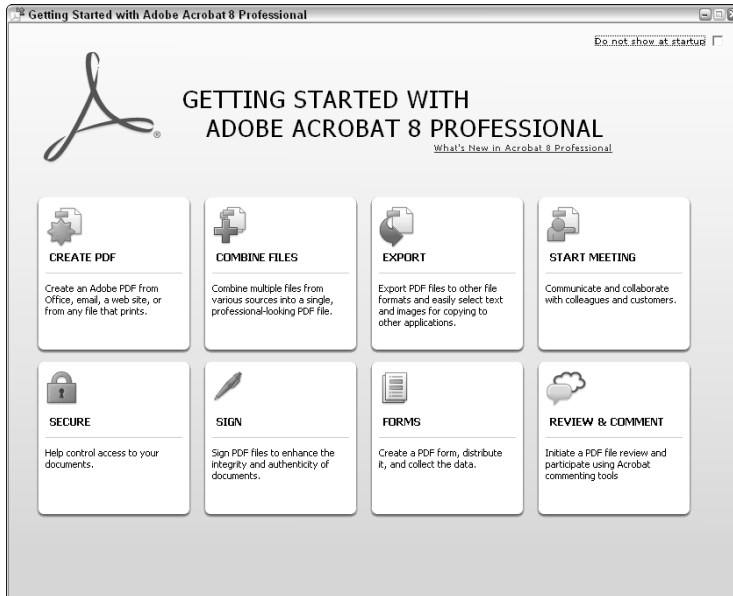 Getting Started with Adobe Acrobat 8 Professional
Do not show at startup
GETTING STARTED WITH
ADOBE ACROBAT 8 PROFESSIONAL
®
What's New in Acrobat 8 Professional
CREATE PDF
Create an Adobe PDF from
Office, email, a web site, or
from any file that prints.
COMBINE FILES
Combine multiple files from
various sources into a single,
professional-looking PDF file.
EXPORT
Export PDF files to other file
formats and easily select text
and images for copying to
other applications.
START MEETING
Communicate and collaborate
with colleagues and customers.
SECURE
Help control access to your
documents.
SIGN
Sign PDF files to enhance the
integrity and authenticity of
documents.
FORMS
Create a PDF form, distribute
it, and collect the data.
REVIEW & COMMENT
Initiate a PDF file review and
participate using Acrobat
commenting tools